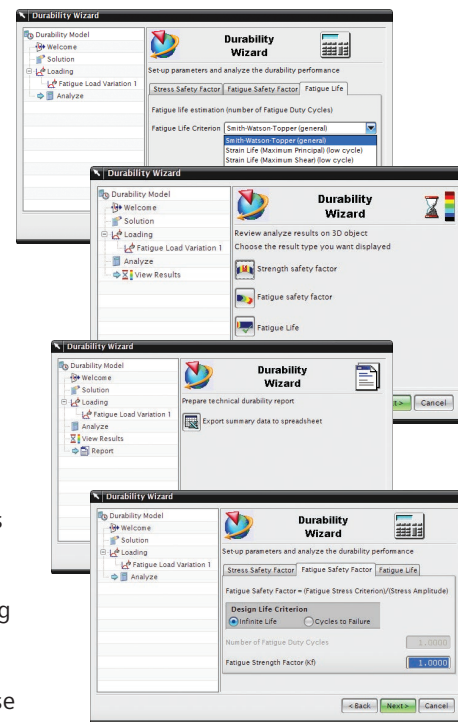 Durability Wizard
Durability Model
Welcome
Solution
Loading
Fatigue Load Variation 1
Analyze
Durability
Wizard
Set-up parameters and analyze the durability performance
Stress Safety Factor Fatigue Safety Factor Fatigue Life
Fatigue life estimation (number of Fatigue Duty Cycles)
Fatigue Life Criterion Smith-Watson-Topper (general)
Smith-Watson-Topper (general)
Strain Life (Maximum Principal) (low cycle)
Strain Life (Maximum Shear) (low cycle)
Durability Wizard
Durability Model
Welcome
Solution
Loading
Fatigue Load Variation 1
Analyze
View Results
Durability
Wizard
Review analyze results on 3D object
Choose the result type you want displayed
Strength safety factor
Fatigue safety factor
Fatigue Life
Cancel
Durability Wizard
Durability Model
Welcome
Solution
Loading
Fatigue Load Variation 1
Analyze
View Results
Report
Durability
Wizard
Prepare technical durability report
Export summary data to spreadsheet
Durability Wizard
Durability Model
Welcome
Solution
Loading
Fatigue Load Variation 1
Analyze
Durability
Wizard
Set-up parameters and analyze the durability performance
Stress Safety Factor Fatigue Safety Factor Fatigue Life
Fatigue Safety Factor = (Fatigue Stress Criterion)/(Stress Amplitude)
Design Life Criterion
Infinite Life Cycles to Failure
Number of Fatigue Duty Cycles 1.0000
Fatigue Strength Factor (Kf) 1.0000
< Back Next > Cancel